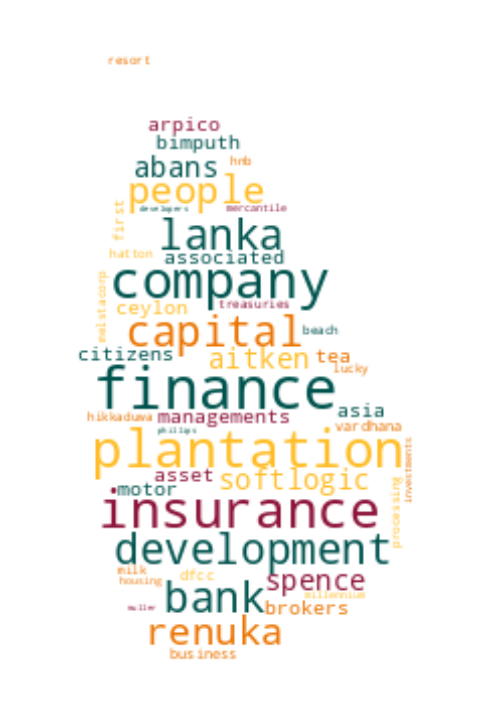 resort
arpico
bimputh
abans hnb
people
first developers mercantile
lanka
hatton associated
company
melstacorp ceylon treasuries
capital beach
citizens aitken tea
lucky
finance
hikkaduwa managements asia
phillips vardhana
plantation
asset softlogic investments
motor processing
insurance
development
milk dfcc spence
housing
bank millennium
muller brokers
renuka
business